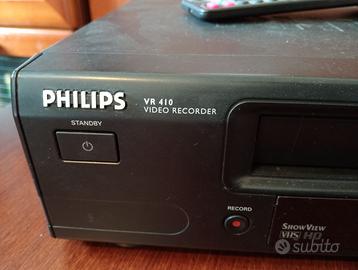 PHILIPS
VR 410
VIDEO RECORDER
STANDBY
RECORD
SHOWVIEW
VHS HQ
subito